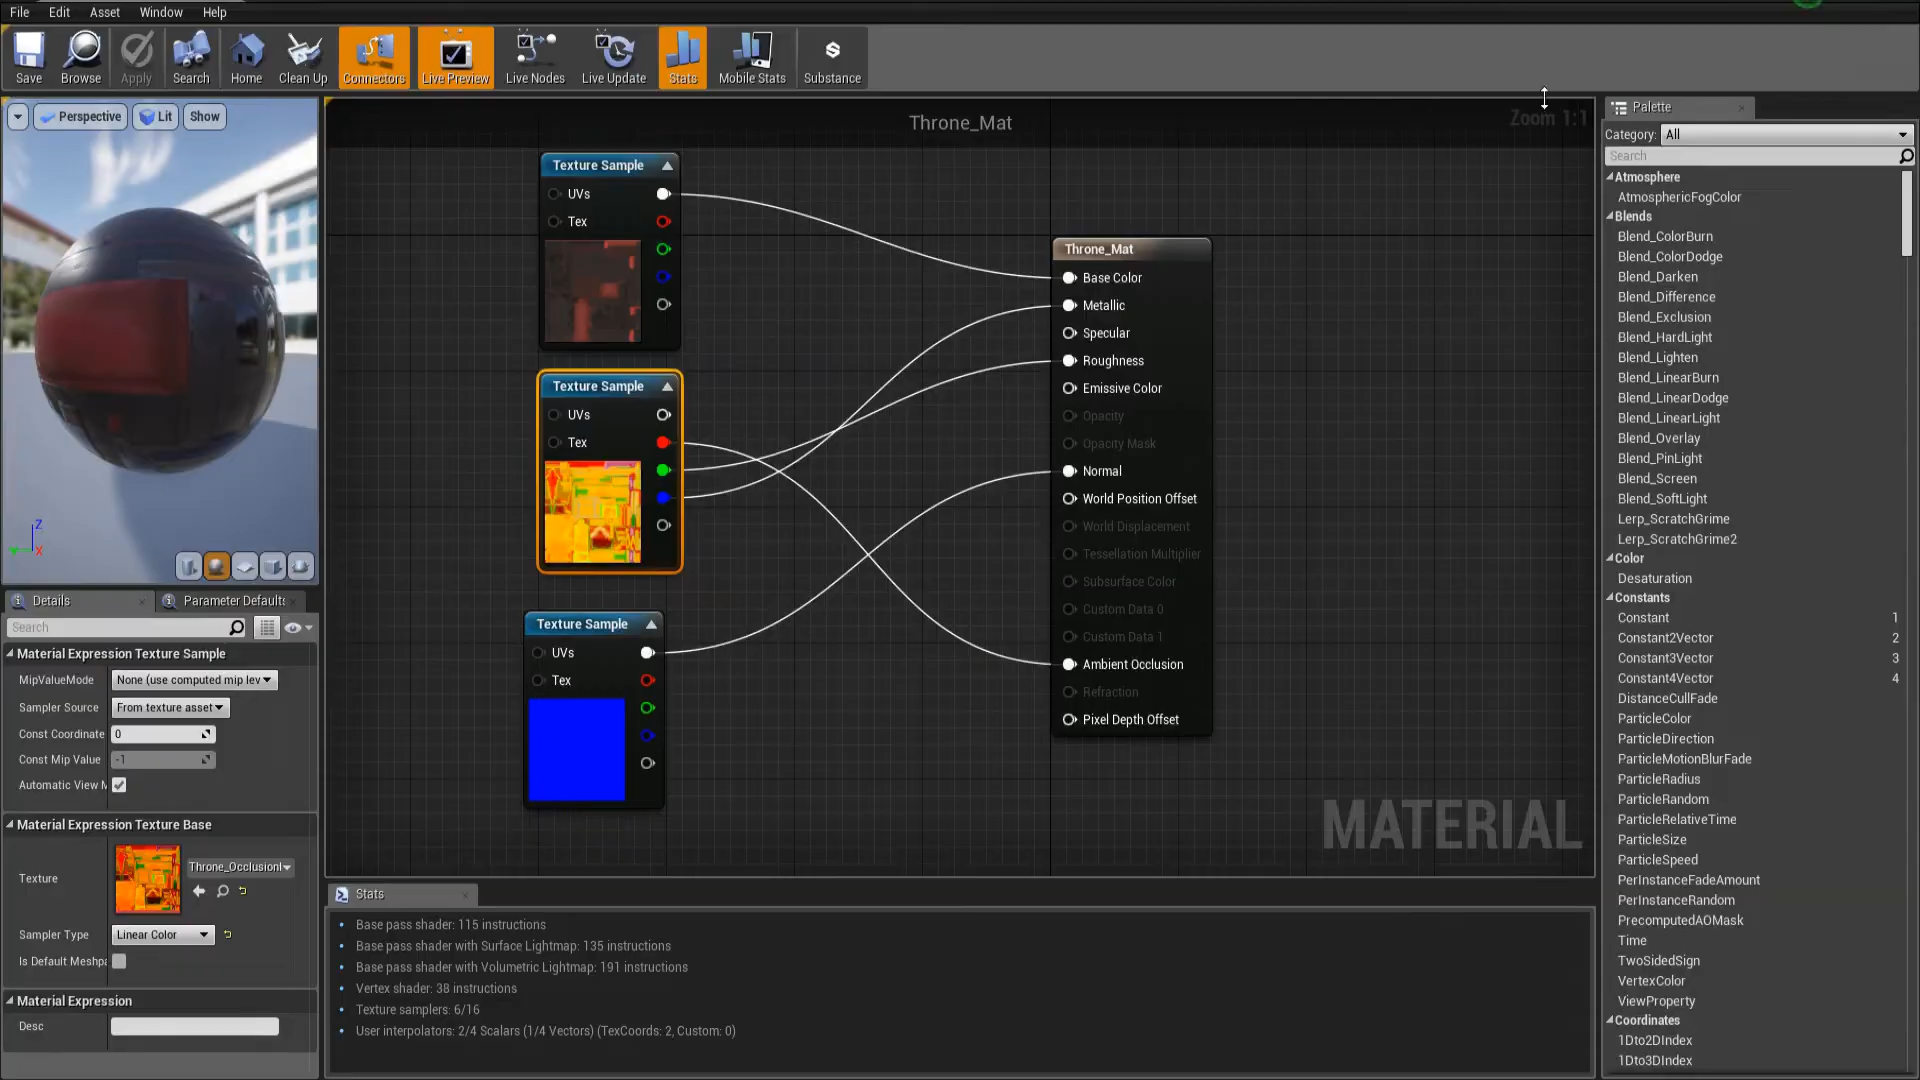 File Edit Asset Window Help
Save Browse Apply Search Home Clean Up Connectors Live Preview Live Nodes Live Update Stats Mobile Stats Substance
Perspective Lit Show
Z
X
Details
Parameter Defaults
Search
Material Expression Texture Sample
MipValueMode None (use computed mip lev
Sampler Source From texture asset
Const Coordinate 0
Const Mip Value -1
Automatic View M
Material Expression Texture Base
Texture Throne_Occlusion
Sampler Type Linear Color
Is Default Meshpa
Material Expression
Desc
Throne_Mat
Zoom 1:1
Texture Sample
UVs
Tex
Texture Sample
UVs
Tex
Texture Sample
UVs
Tex
Throne_Mat
Base Color
Metallic
Specular
Roughness
Emissive Color
Opacity
Opacity Mask
Normal
World Position Offset
World Displacement
Tessellation Multiplier
Subsurface Color
Custom Data 0
Custom Data 1
Ambient Occlusion
Refraction
Pixel Depth Offset
MATERIAL
Stats
Base pass shader: 115 instructions
Base pass shader with Surface Lightmap: 135 instructions
Base pass shader with Volumetric Lightmap: 191 instructions
Vertex shader: 38 instructions
Texture samplers: 6/16
User interpolators: 2/4 Scalars (1/4 Vectors) (TexCoords: 2, Custom: 0)
Palette
Category: All
Search
Atmosphere
AtmosphericFogColor
Blends
Blend_ColorBurn
Blend_ColorDodge
Blend_Darken
Blend_Difference
Blend_Exclusion
Blend_HardLight
Blend_Lighten
Blend_LinearBurn
Blend_LinearDodge
Blend_LinearLight
Blend_Overlay
Blend_PinLight
Blend_Screen
Blend_SoftLight
Lerp_ScratchGrime
Lerp_ScratchGrime2
Color
Desaturation
Constants
Constant 1
Constant2Vector 2
Constant3Vector 3
Constant4Vector 4
DistanceCullFade
ParticleColor
ParticleDirection
ParticleMotionBlurFade
ParticleRadius
ParticleRandom
ParticleRelativeTime
ParticleSize
ParticleSpeed
PerInstanceFadeAmount
PerInstanceRandom
PrecomputedAOMask
Time
TwoSidedSign
VertexColor
ViewProperty
Coordinates
1Dto2DIndex
1Dto3DIndex